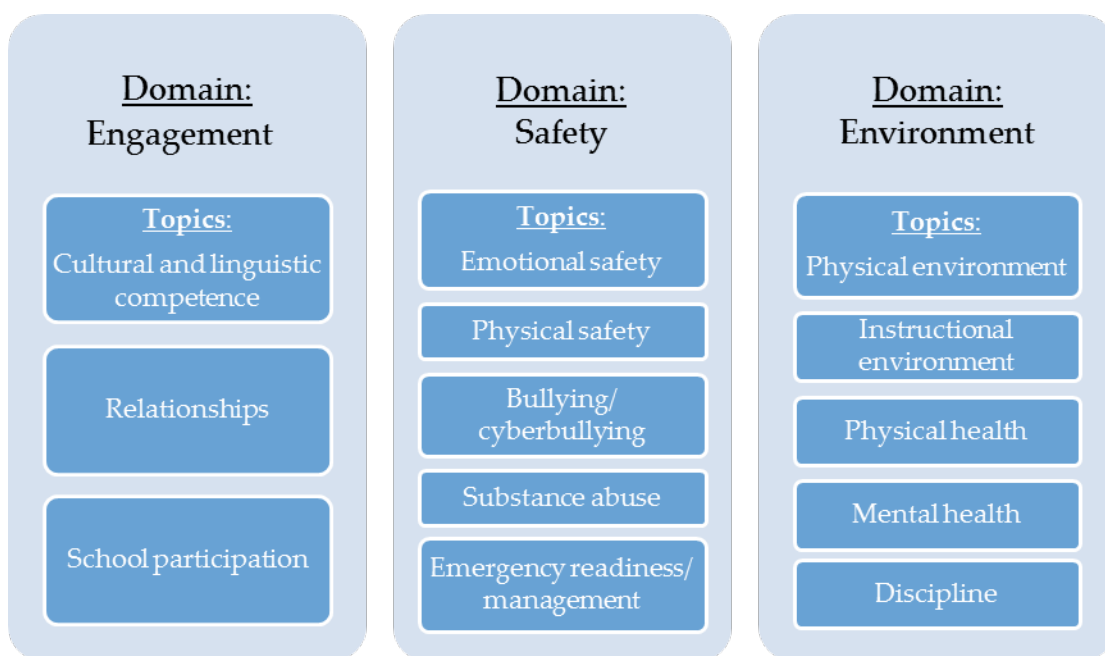 Domain:
Engagement
Topics:
Cultural and linguistic
competence
Relationships
School participation
Domain:
Safety
Topics:
Emotional safety
Physical safety
Bullying/
cyberbullying
Substance abuse
Emergency readiness/
management
Domain:
Environment
Topics:
Physical environment
Instructional
environment
Physical health
Mental health
Discipline